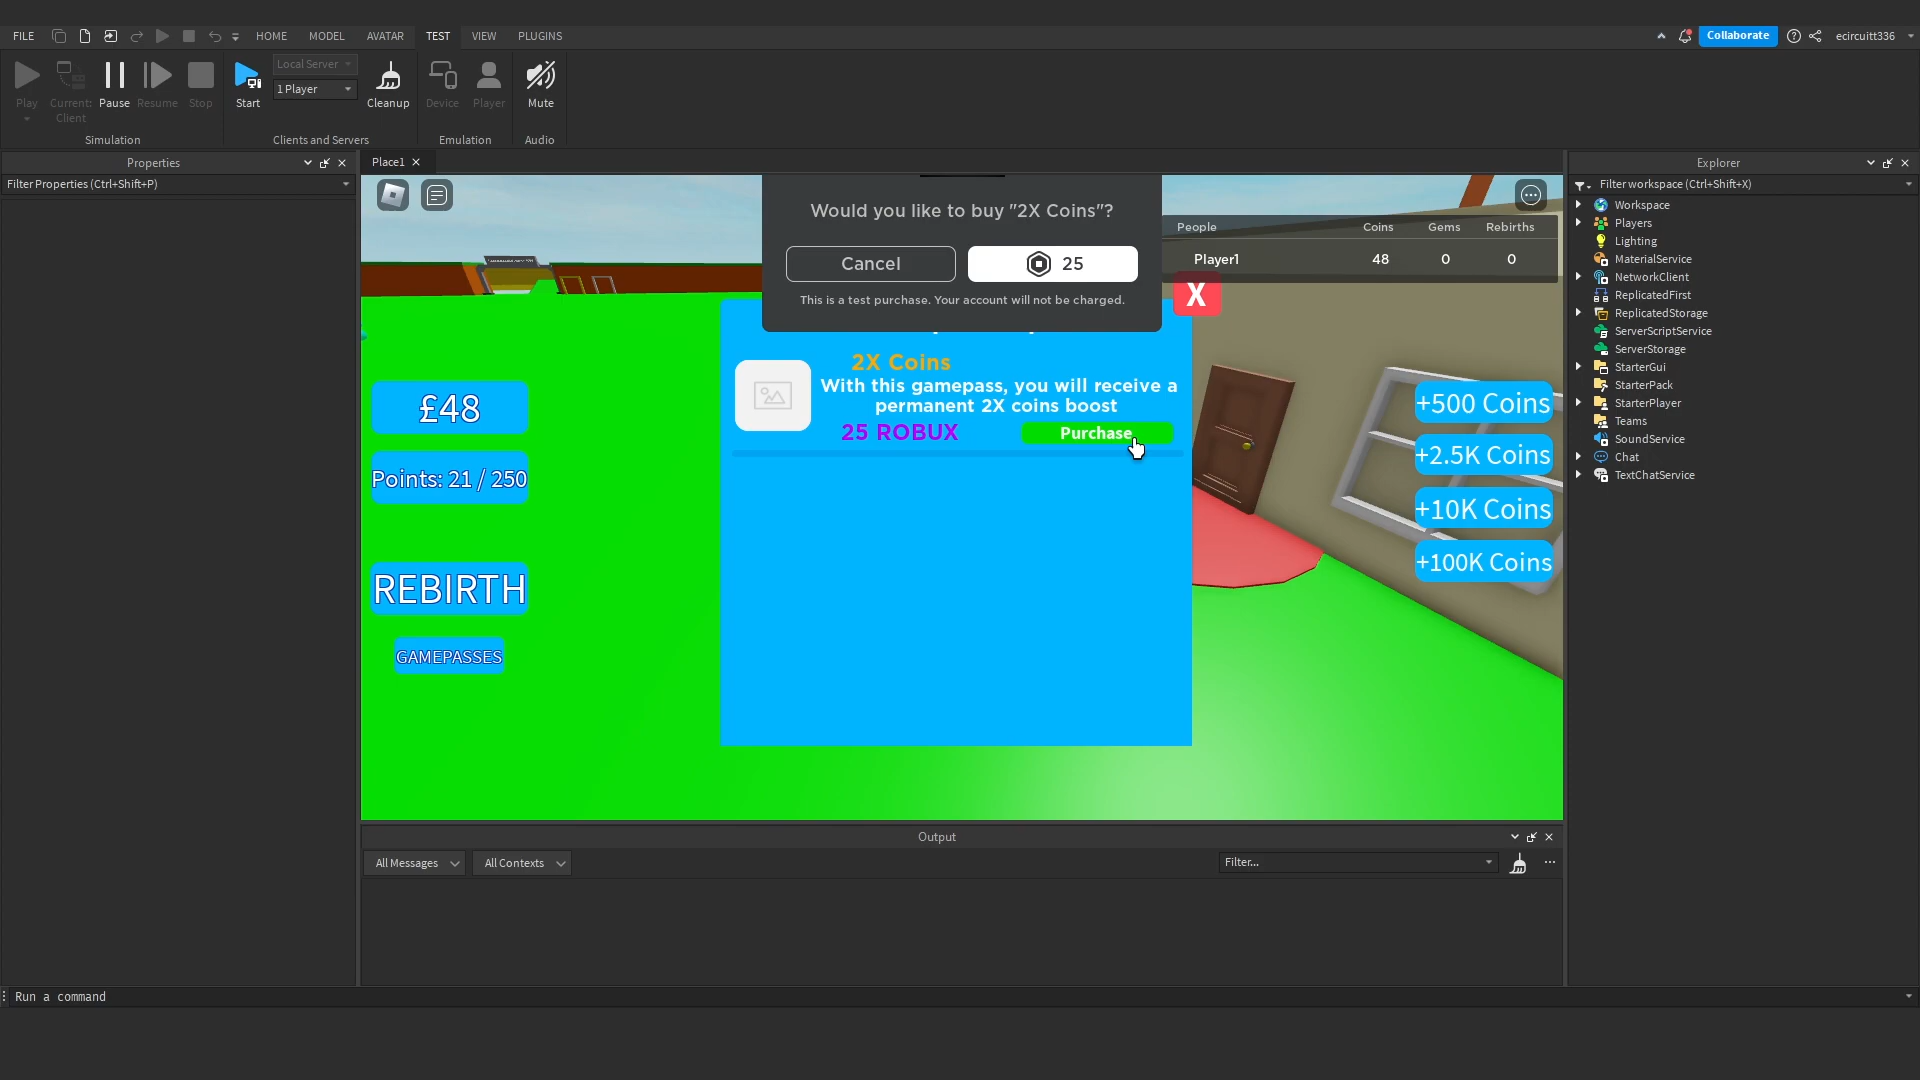 FILE
HOME
MODEL
AVATAR
TEST
VIEW
PLUGINS
Collaborate
ecircuitt336
Play
Current:
Client
Pause
Resume
Stop
Start
Local Server
1 Player
Cleanup
Device
Player
Mute
Simulation
Clients and Servers
Emulation
Audio
Properties
Filter Properties (Ctrl+Shift+P)
Place1
Would you like to buy "2X Coins"?
Cancel
25
This is a test purchase. Your account will not be charged.
People
Coins
Gems
Rebirths
Player1
48
0
0
X
2X Coins
With this gamepass, you will receive a
permanent 2X coins boost
25 ROBUX
Purchase
£48
Points: 21 / 250
REBIRTH
GAMEPASSES
+500 Coins
+2.5K Coins
+10K Coins
+100K Coins
Explorer
Filter workspace (Ctrl+Shift+X)
Workspace
Players
Lighting
MaterialService
NetworkClient
ReplicatedFirst
ReplicatedStorage
ServerScriptService
ServerStorage
StarterGui
StarterPack
StarterPlayer
Teams
SoundService
Chat
TextChatService
Output
All Messages
All Contexts
Filter...
Run a command